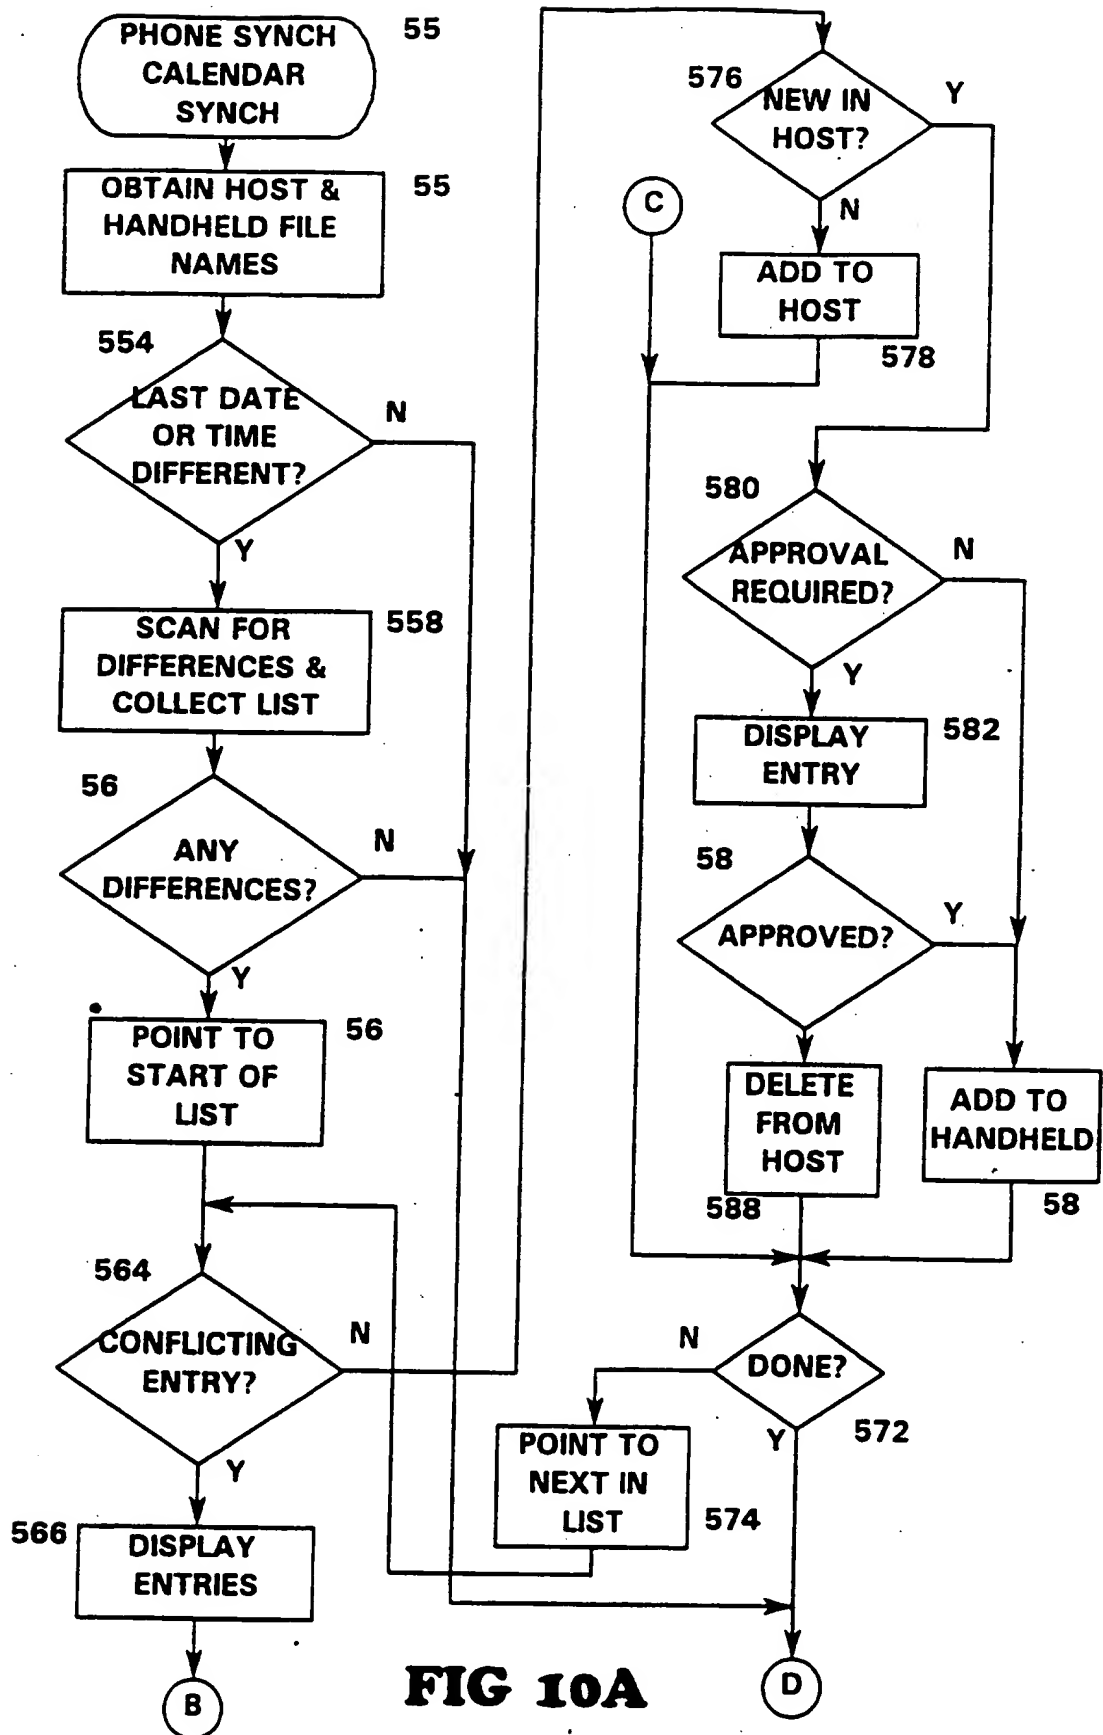 PHONE SYNCH
CALENDAR
SYNCH
55
OBTAIN HOST &
HANDHELD FILE
NAMES
55
554
LAST DATE
OR TIME
DIFFERENT?
N
Y
SCAN FOR
DIFFERENCES &
COLLECT LIST
558
56
ANY
DIFFERENCES?
N
Y
POINT TO
START OF
LIST
56
564
CONFLICTING
ENTRY?
N
Y
566
DISPLAY
ENTRIES
B
576
NEW IN
HOST?
Y
N
C
ADD TO
HOST
578
580
APPROVAL
REQUIRED?
N
Y
DISPLAY
ENTRY
582
58
APPROVED?
Y
DELETE
FROM
HOST
588
ADD TO
HANDHELD
58
N
DONE?
Y
572
POINT TO
NEXT IN
LIST
574
D
FIG 10A